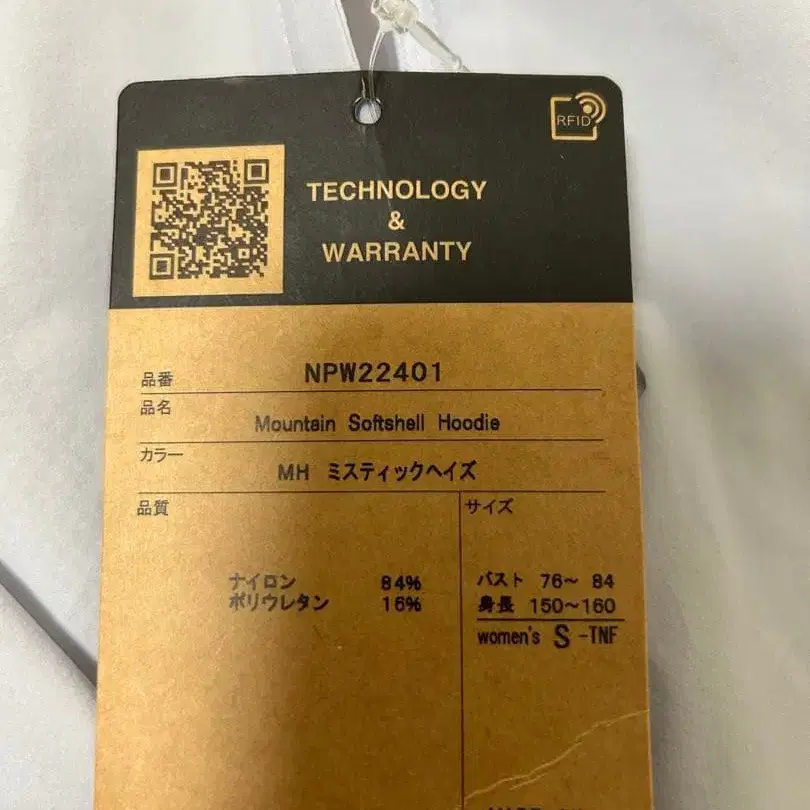 RFID
TECHNOLOGY
&
WARRANTY
品番 NPW22401
品名 Mountain Softshell Hoodie
カラー MH ミスティックヘイズ
品質 サイズ
ナイロン 84% バスト 76~ 84
ポリウレタン 16% 身長 150~160
women's S -TNF